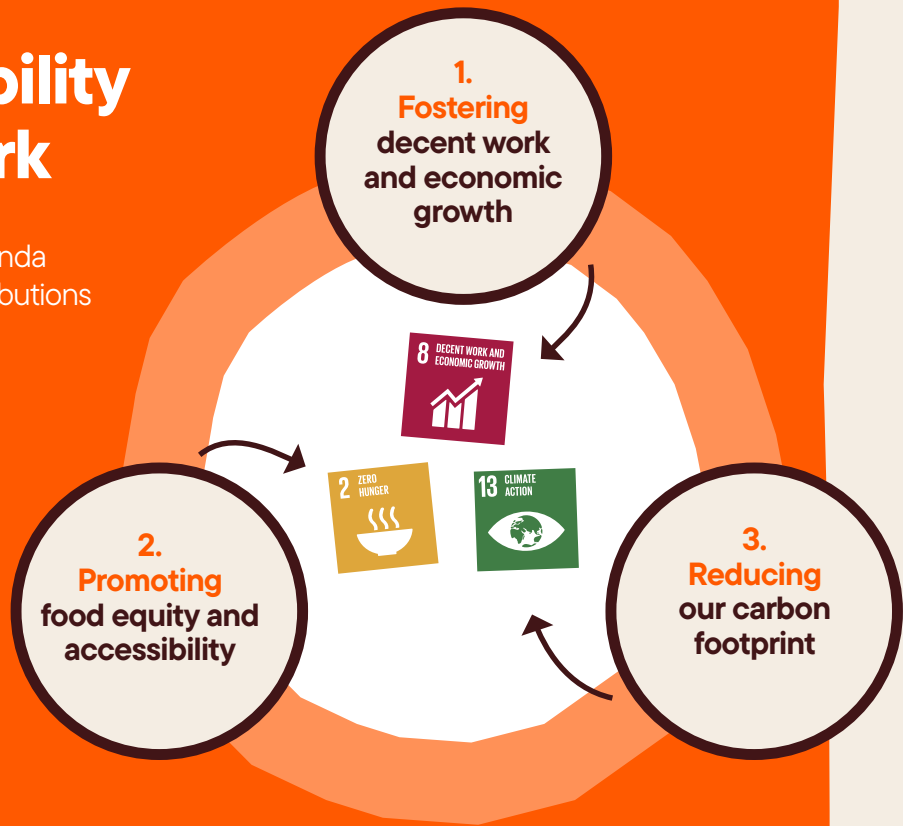 bility
rk
nda
butions
1.
Fostering
decent work
and economic
growth
8 DECENT WORK AND
ECONOMIC GROWTH
2 ZERO
HUNGER
13 CLIMATE
ACTION
2.
Promoting
food equity and
accessibility
3.
Reducing
our carbon
footprint